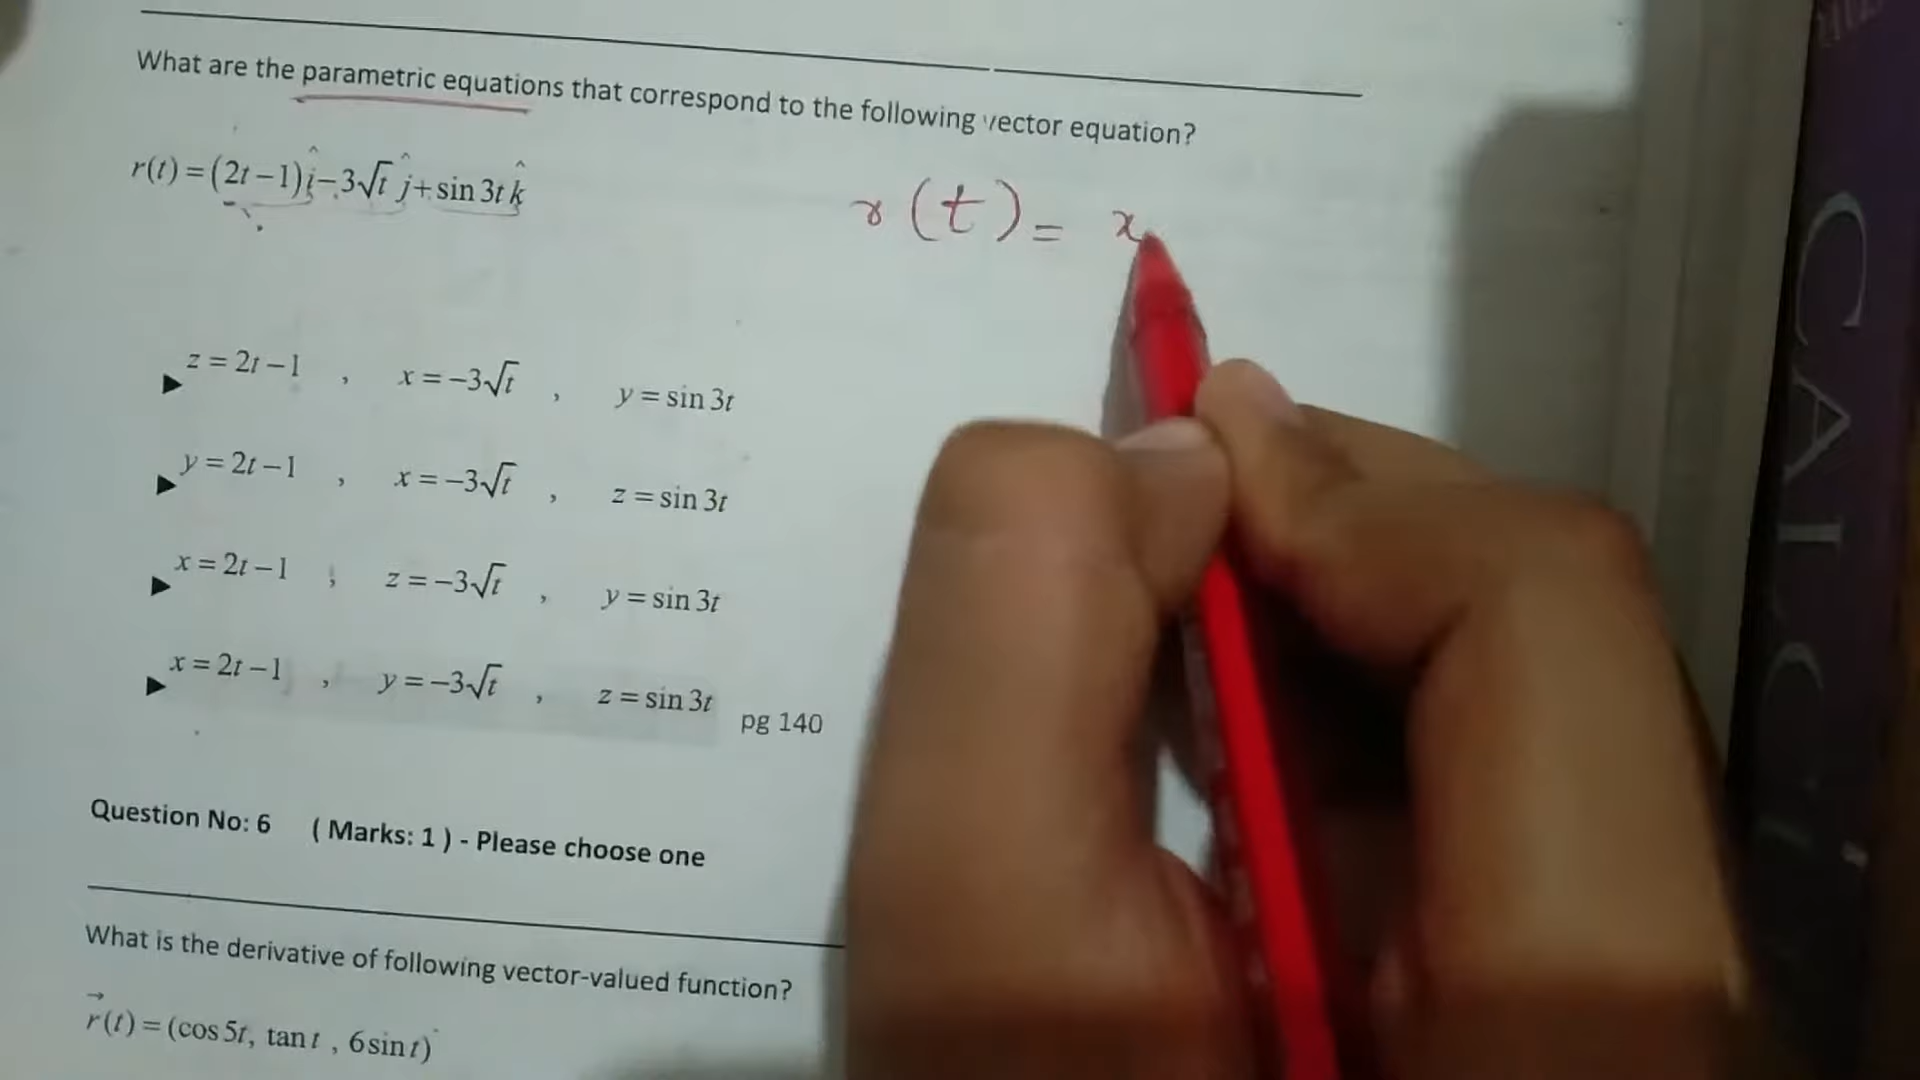 What are the parametric equations that correspond to the following vector equation?
r(t) = (2t − 1) î − 3√t ĵ + sin 3t k̂
r(t) = x
▶ z = 2t − 1 , x = −3√t , y = sin 3t
▶ y = 2t − 1 , x = −3√t , z = sin 3t
▶ x = 2t − 1 , z = −3√t , y = sin 3t
▶ x = 2t − 1 , y = −3√t , z = sin 3t pg 140
Question No: 6 ( Marks: 1 ) - Please choose one
What is the derivative of following vector-valued function?
r⃗(t) = (cos 5t, tan t , 6 sin t)